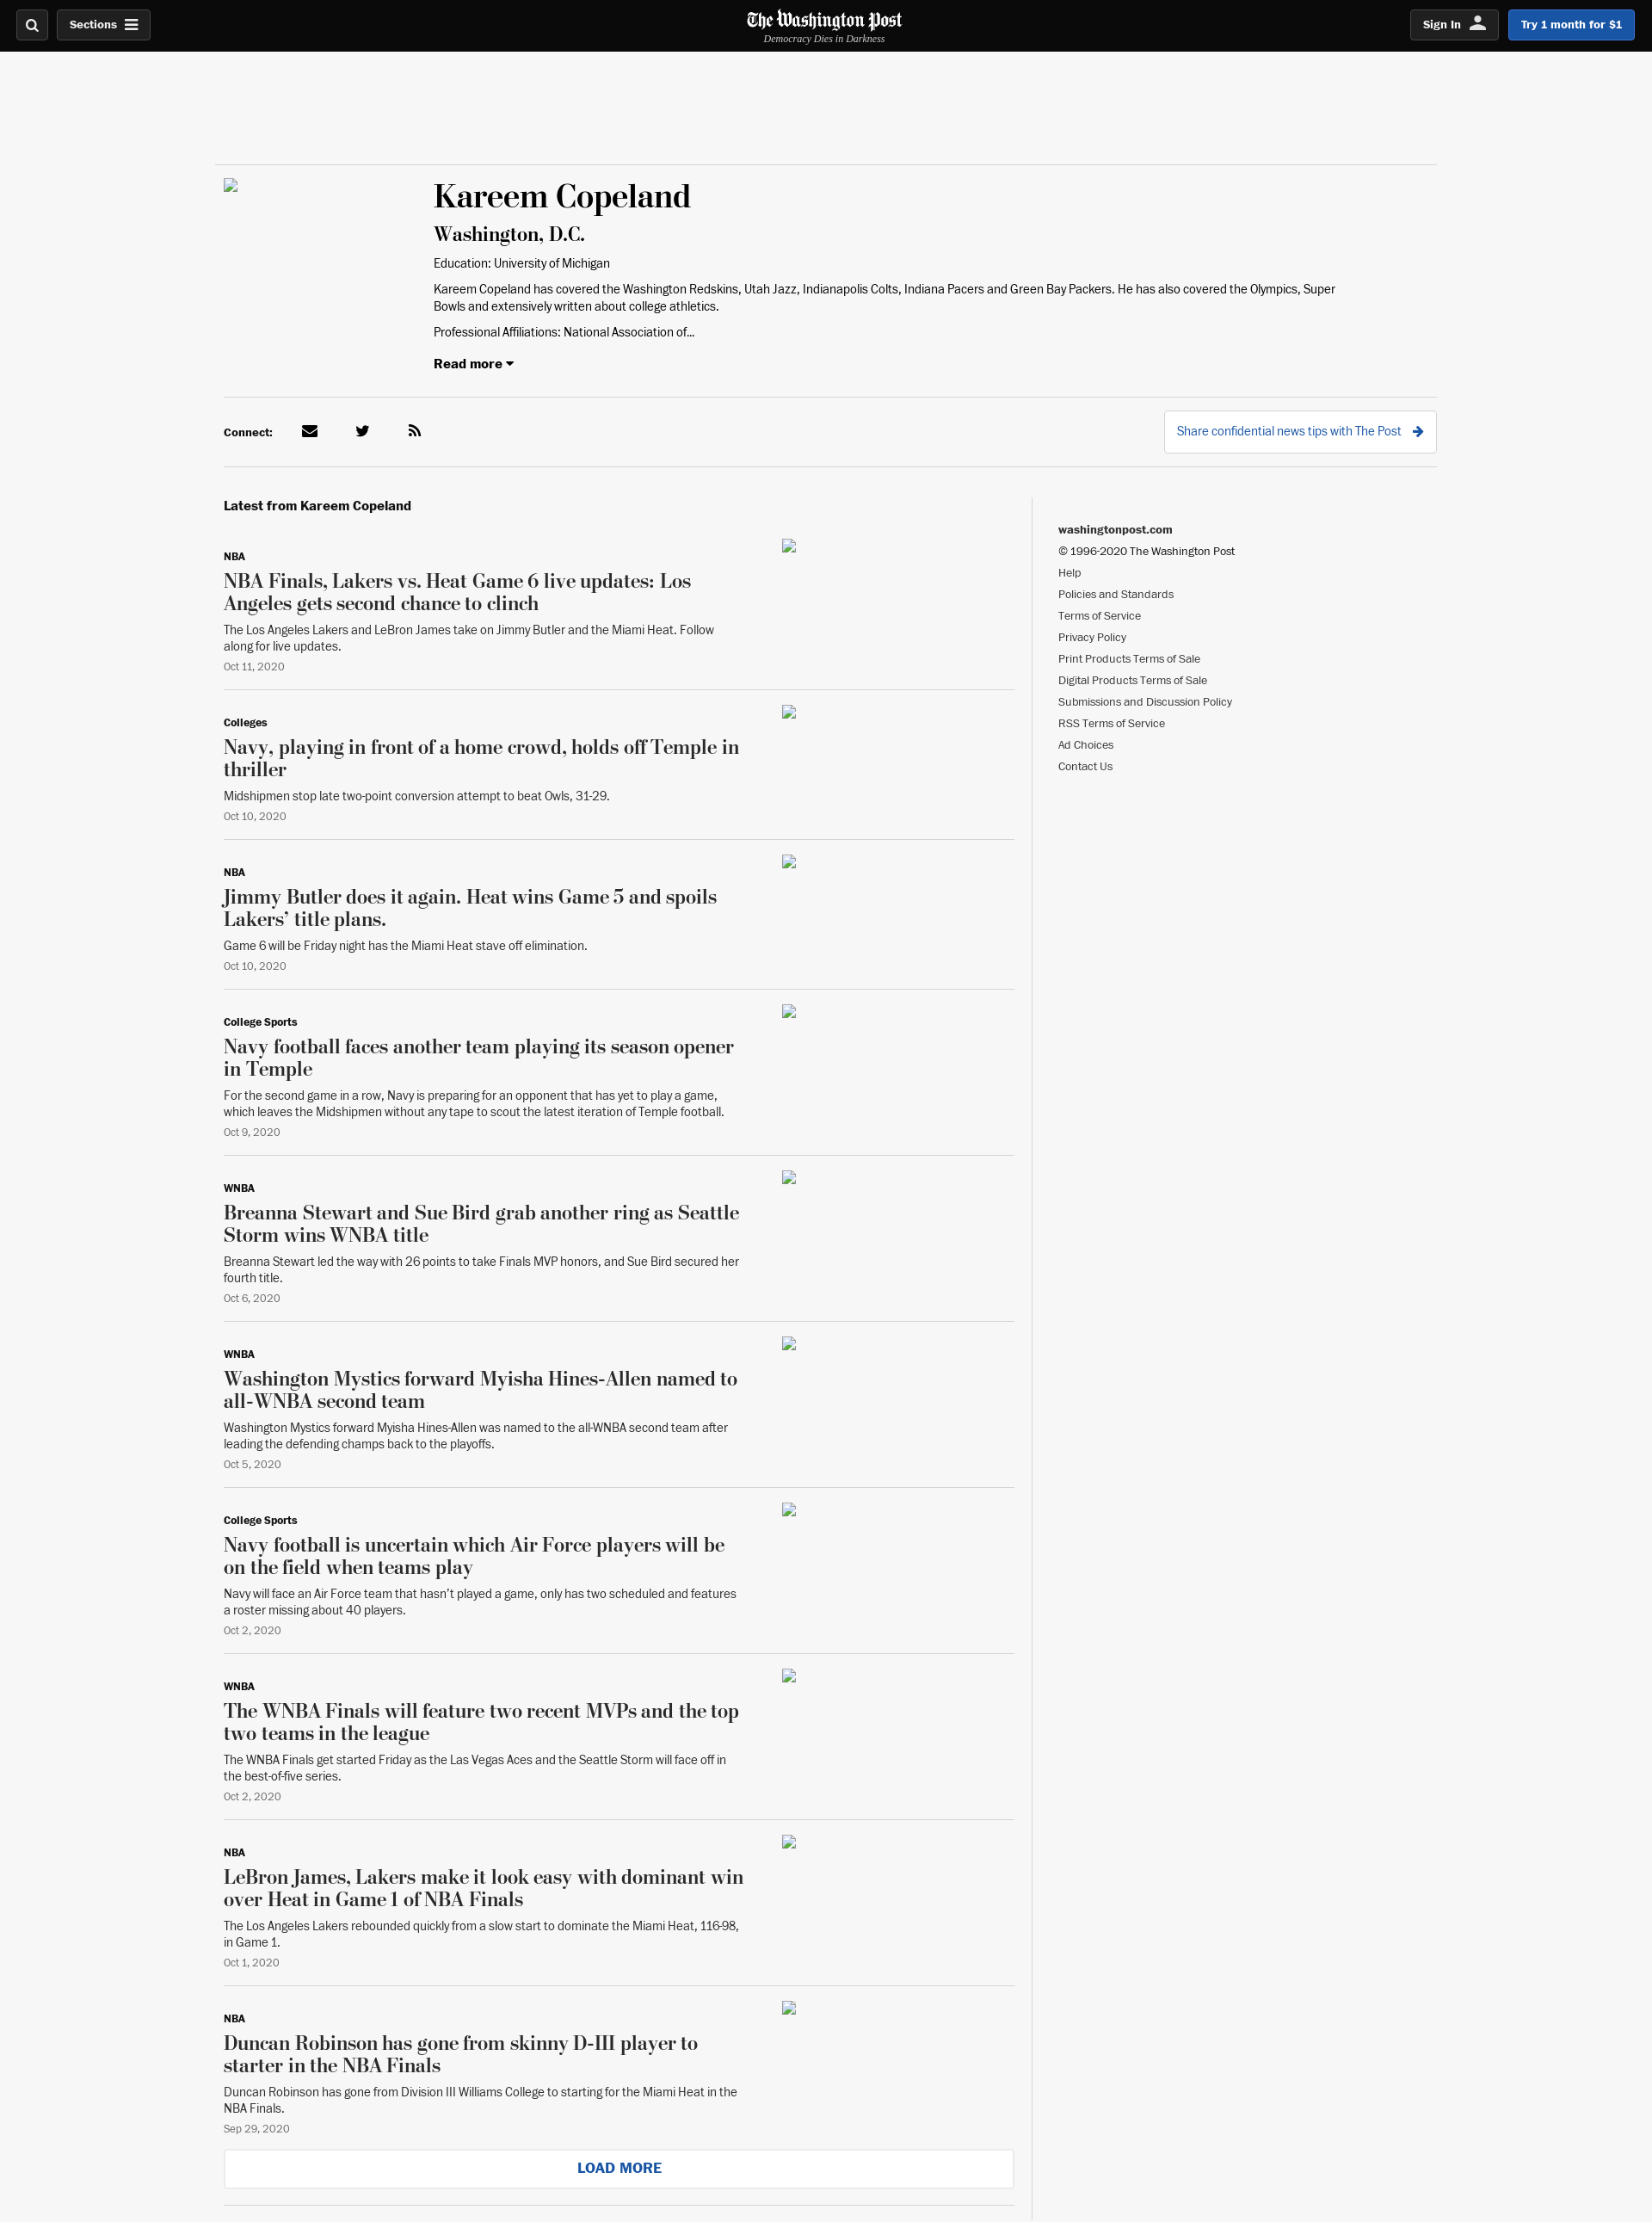 Sections
The Washington Post
Democracy Dies in Darkness
Sign In
Try 1 month for $1
Kareem Copeland
Washington, D.C.
Education: University of Michigan
Kareem Copeland has covered the Washington Redskins, Utah Jazz, Indianapolis Colts, Indiana Pacers and Green Bay Packers. He has also covered the Olympics, Super
Bowls and extensively written about college athletics.
Professional Affiliations: National Association of...
Read more
Connect:
Share confidential news tips with The Post
Latest from Kareem Copeland
NBA
NBA Finals, Lakers vs. Heat Game 6 live updates: Los
Angeles gets second chance to clinch
The Los Angeles Lakers and LeBron James take on Jimmy Butler and the Miami Heat. Follow
along for live updates.
Oct 11, 2020
Colleges
Navy, playing in front of a home crowd, holds off Temple in
thriller
Midshipmen stop late two-point conversion attempt to beat Owls, 31-29.
Oct 10, 2020
NBA
Jimmy Butler does it again. Heat wins Game 5 and spoils
Lakers’ title plans.
Game 6 will be Friday night has the Miami Heat stave off elimination.
Oct 10, 2020
College Sports
Navy football faces another team playing its season opener
in Temple
For the second game in a row, Navy is preparing for an opponent that has yet to play a game,
which leaves the Midshipmen without any tape to scout the latest iteration of Temple football.
Oct 9, 2020
WNBA
Breanna Stewart and Sue Bird grab another ring as Seattle
Storm wins WNBA title
Breanna Stewart led the way with 26 points to take Finals MVP honors, and Sue Bird secured her
fourth title.
Oct 6, 2020
WNBA
Washington Mystics forward Myisha Hines-Allen named to
all-WNBA second team
Washington Mystics forward Myisha Hines-Allen was named to the all-WNBA second team after
leading the defending champs back to the playoffs.
Oct 5, 2020
College Sports
Navy football is uncertain which Air Force players will be
on the field when teams play
Navy will face an Air Force team that hasn’t played a game, only has two scheduled and features
a roster missing about 40 players.
Oct 2, 2020
WNBA
The WNBA Finals will feature two recent MVPs and the top
two teams in the league
The WNBA Finals get started Friday as the Las Vegas Aces and the Seattle Storm will face off in
the best-of-five series.
Oct 2, 2020
NBA
LeBron James, Lakers make it look easy with dominant win
over Heat in Game 1 of NBA Finals
The Los Angeles Lakers rebounded quickly from a slow start to dominate the Miami Heat, 116-98,
in Game 1.
Oct 1, 2020
NBA
Duncan Robinson has gone from skinny D-III player to
starter in the NBA Finals
Duncan Robinson has gone from Division III Williams College to starting for the Miami Heat in the
NBA Finals.
Sep 29, 2020
LOAD MORE
washingtonpost.com
© 1996-2020 The Washington Post
Help
Policies and Standards
Terms of Service
Privacy Policy
Print Products Terms of Sale
Digital Products Terms of Sale
Submissions and Discussion Policy
RSS Terms of Service
Ad Choices
Contact Us